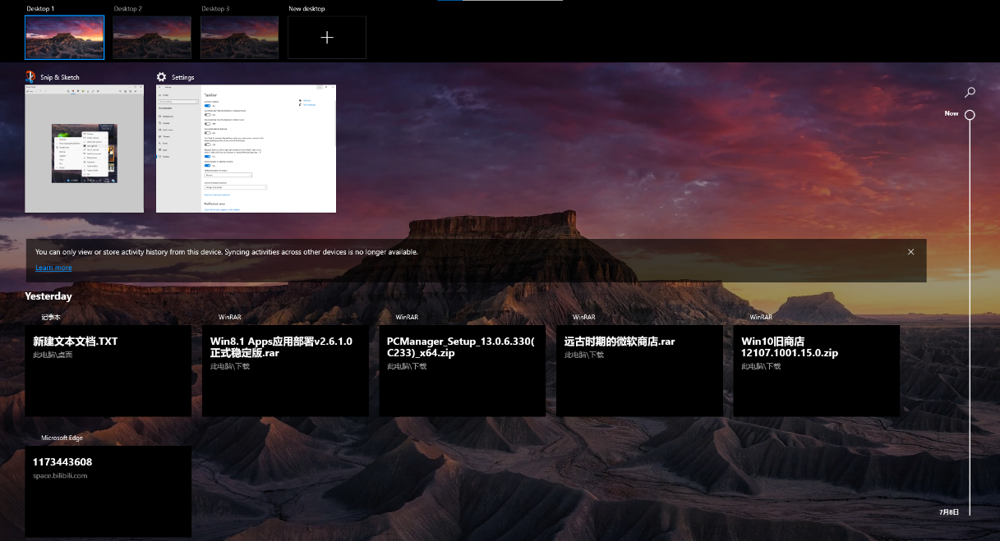 Desktop 1
Desktop 2
Desktop 3
New desktop
Snip & Sketch
Settings
Taskbar
Notification area
Now
You can only view or store activity history from this device. Syncing activities across other devices is no longer available.
Learn more
Yesterday
记事本
新建文本文档.TXT
此电脑\桌面
WinRAR
Win8.1 Apps应用部署v2.6.1.0
正式稳定版.rar
此电脑\下载
WinRAR
PCManager_Setup_13.0.6.330(
C233)_x64.zip
此电脑\下载
WinRAR
远古时期的微软商店.rar
此电脑\下载
WinRAR
Win10旧商店
12107.1001.15.0.zip
此电脑\下载
Microsoft Edge
1173443608
space.bilibili.com
7月8日